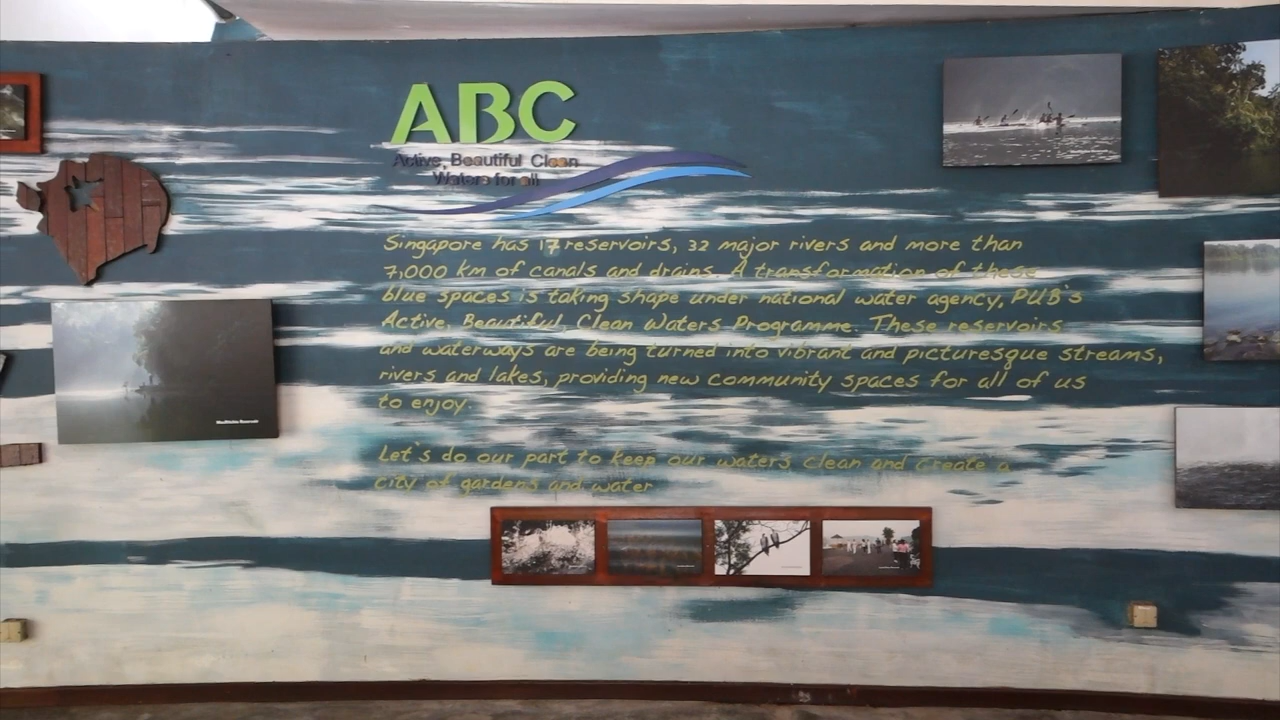 ABC
Active, Beautiful Clean
Waters for all
Singapore has 17 reservoirs, 32 major rivers and more than
7,000 km of canals and drains. A transformation of these
blue spaces is taking shape under national water agency, PUB's
Active, Beautiful, Clean Waters Programme. These reservoirs
and waterways are being turned into vibrant and picturesque streams,
rivers and lakes, providing new community spaces for all of us
to enjoy.
Let's do our part to keep our waters clean and create a
city of gardens and water
MacRitchie Reservoir